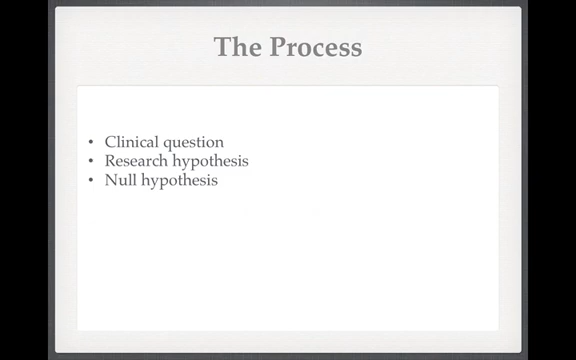 The Process
• Clinical question
• Research hypothesis
• Null hypothesis